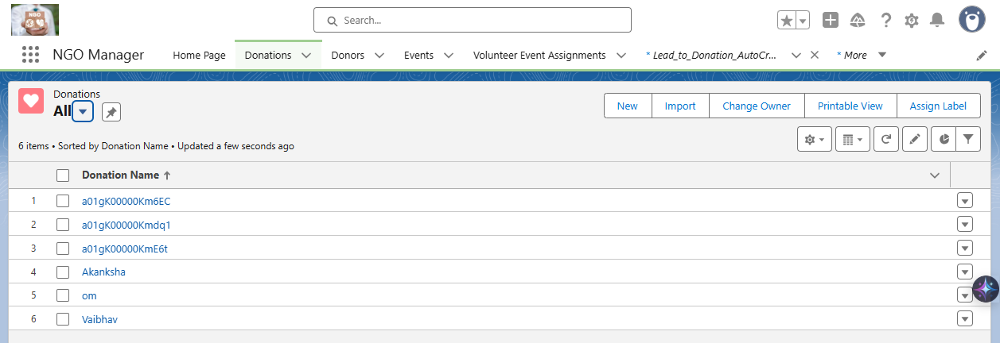 NGO
Search...
NGO Manager
Home Page
Donations
Donors
Events
Volunteer Event Assignments
* Lead_to_Donation_AutoCr...
* More
Donations
All
New
Import
Change Owner
Printable View
Assign Label
6 items • Sorted by Donation Name • Updated a few seconds ago
Donation Name ↑
1 a01gK00000Km6EC
2 a01gK00000Kmdq1
3 a01gK00000KmE6t
4 Akanksha
5 om
6 Vaibhav